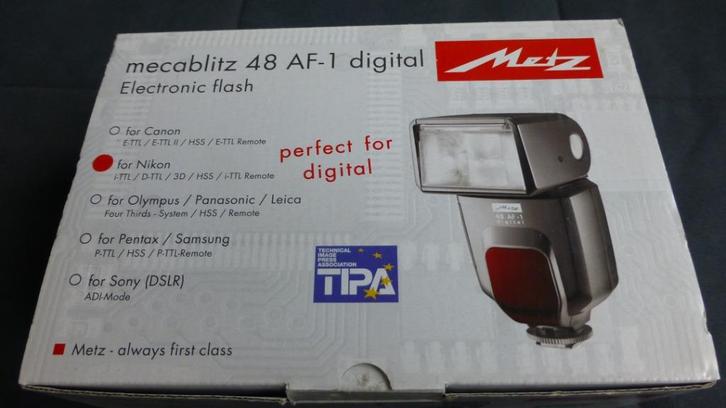 mecablitz 48 AF-1 digital
Electronic flash
Metz
for Canon
E-TTL / E-TTL II / HSS / E-TTL Remote
for Nikon
i-TTL / D-TTL / 3D / HSS / i-TTL Remote
for Olympus / Panasonic / Leica
Four Thirds - System / HSS / Remote
for Pentax / Samsung
P-TTL / HSS / P-TTL-Remote
for Sony (DSLR)
ADI-Mode
perfect for
digital
TECHNICAL
IMAGE
PRESS
ASSOCIATION
TIPA
Metz
48 AF-1
digital
Metz - always first class